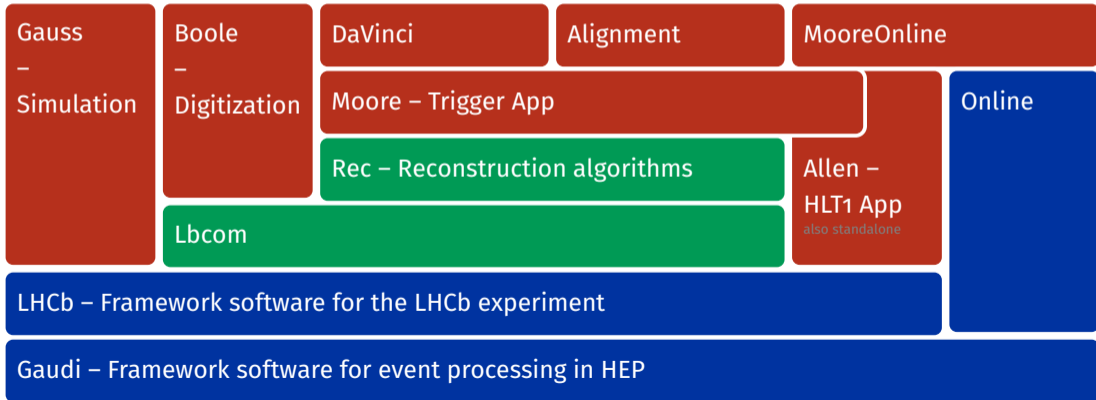 Gauss
–
Simulation
Boole
–
Digitization
DaVinci
Alignment
MooreOnline
Moore – Trigger App
Online
Rec – Reconstruction algorithms
Allen –
HLT1 App
also standalone
Lbcom
LHCb – Framework software for the LHCb experiment
Gaudi – Framework software for event processing in HEP